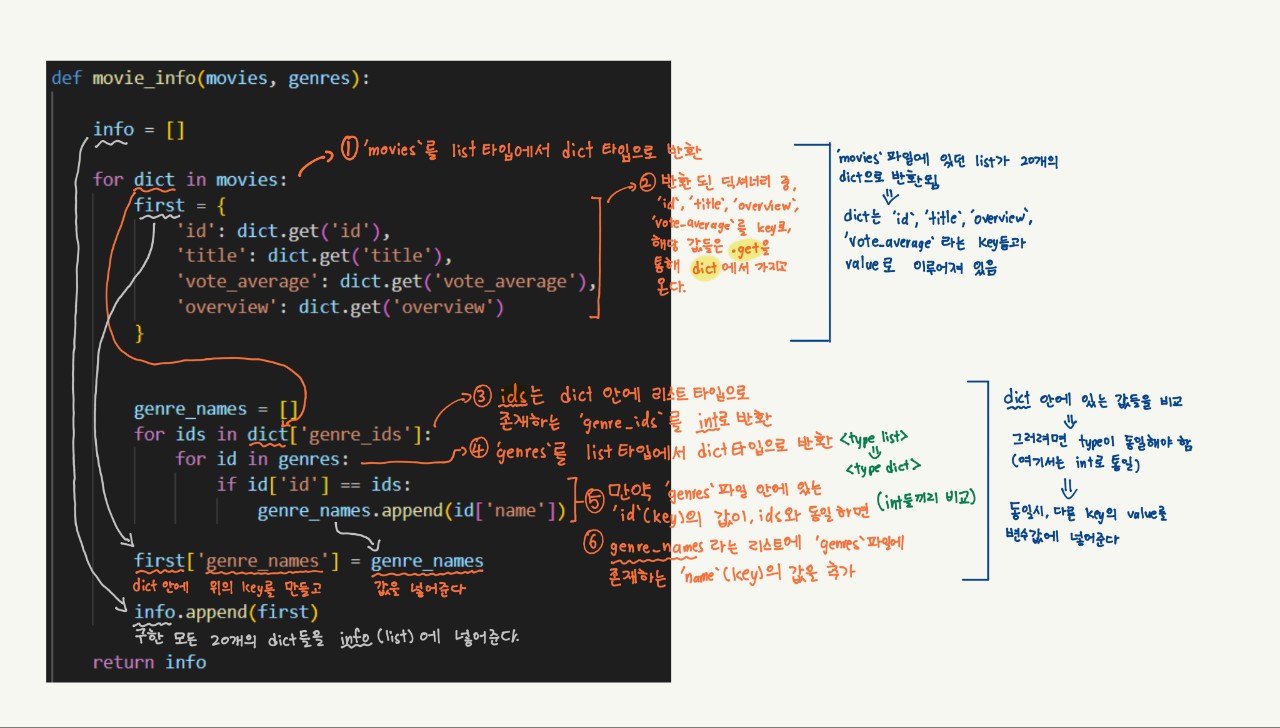 def movie_info(movies, genres):
info = []
① 'movies'를 list 타입에서 dict 타입으로 반환
for dict in movies:
first = {
'id': dict.get('id'),
'title': dict.get('title'),
'vote_average': dict.get('vote_average'),
'overview': dict.get('overview')
}
② 반환 된 딕셔너리 중,
'id', 'title', 'overview',
'vote_average'를 key로,
해당 값들은 .get을
통해 dict에서 가지고
온다.
'movies' 파일에 있던 list가 20개의
dict으로 반환됨
⇓
dict는 'id', 'title', 'overview',
'vote_average' 라는 key들과
value로 이루어져 있음
genre_names = []
for ids in dict['genre_ids']:
for id in genres:
if id['id'] == ids:
genre_names.append(id['name'])
③ ids는 dict 안에 리스트 타입으로
존재하는 'genre_ids'를 int로 반환
④ 'genres'를 list 타입에서 dict타입으로 반환 <type list>
⇓
<type dict>
⑤ 만약 'genres' 파일 안에 있는
'id'(key)의 값이, ids와 동일하면 (int들끼리 비교)
⑥ genre_names 라는 리스트에 'genres' 파일에
존재하는 'name'(key)의 값을 추가
dict 안에 있는 값들을 비교
⇓
그러려면 type이 동일해야 함
(여기서는 int로 통일)
⇓
동일시, 다른 key의 value를
변수값에 넣어준다
first['genre_names'] = genre_names
dict 안에 위의 key를 만들고 값을 넣어준다
info.append(first)
구한 모든 20개의 dict들을 info (list) 에 넣어준다.
return info